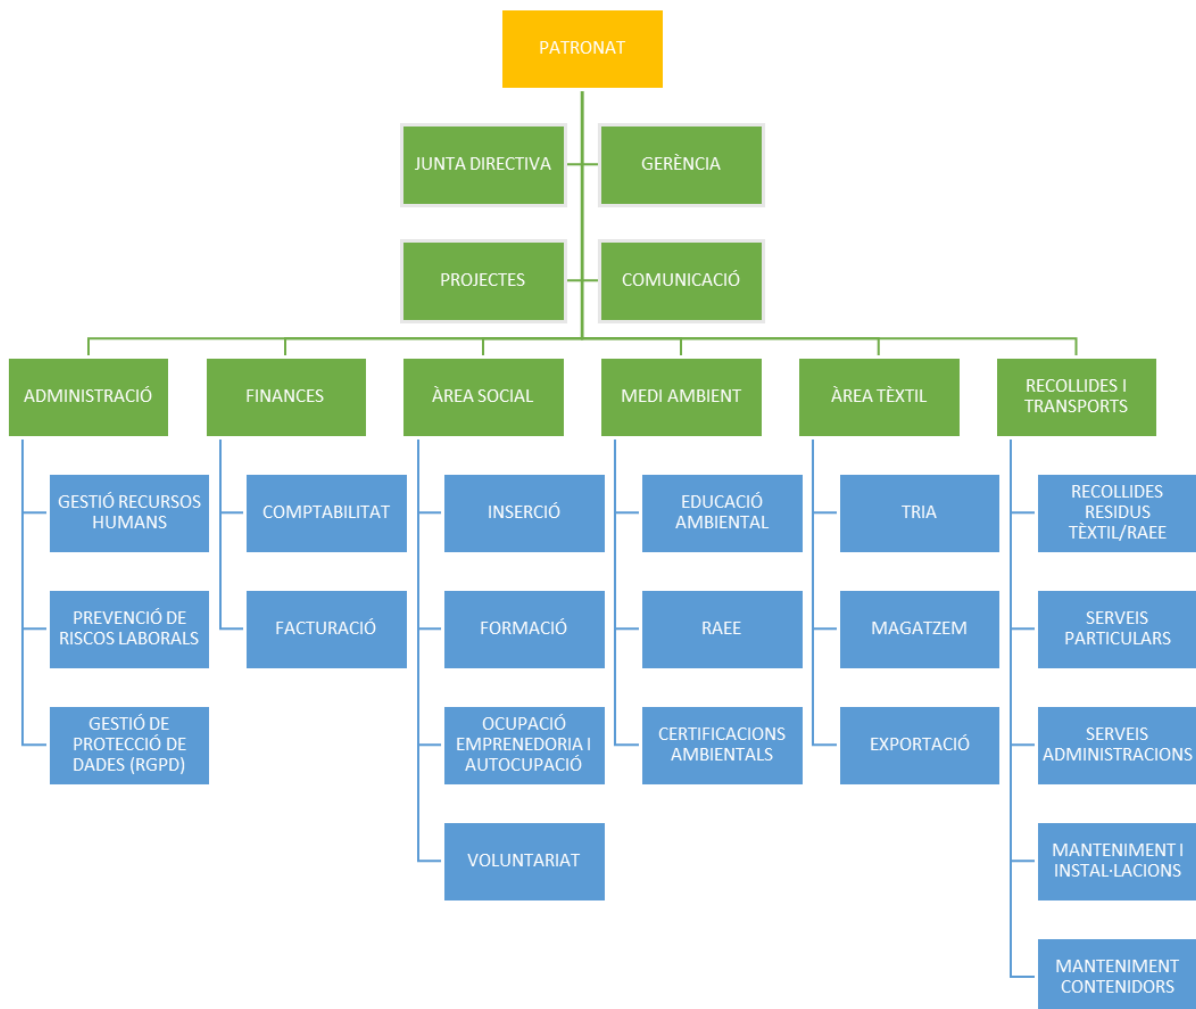 PATRONAT
JUNTA DIRECTIVA
GERÈNCIA
PROJECTES
COMUNICACIÓ
ADMINISTRACIÓ
FINANCES
ÀREA SOCIAL
MEDI AMBIENT
ÀREA TÈXTIL
RECOLLIDES I
TRANSPORTS
GESTIÓ RECURSOS
HUMANS
PREVENCIÓ DE
RISCOS LABORALS
GESTIÓ DE
PROTECCIÓ DE
DADES (RGPD)
COMPTABILITAT
FACTURACIÓ
INSERCIÓ
FORMACIÓ
OCUPACIÓ
EMPRENEDORIA I
AUTOCUPACIÓ
VOLUNTARIAT
EDUCACIÓ
AMBIENTAL
RAEE
CERTIFICACIONS
AMBIENTALS
TRIA
MAGATZEM
EXPORTACIÓ
RECOLLIDES
RESIDUS
TÈXTIL/RAEE
SERVEIS
PARTICULARS
SERVEIS
ADMINISTRACIONS
MANTENIMENT I
INSTAL·LACIONS
MANTENIMENT
CONTENIDORS